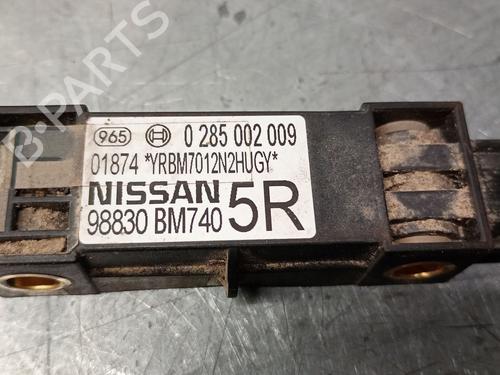 B-PARTS
965 0 285 002 009
01874 *YRBM7012N2HUGY*
NISSAN
98830 BM740 5R